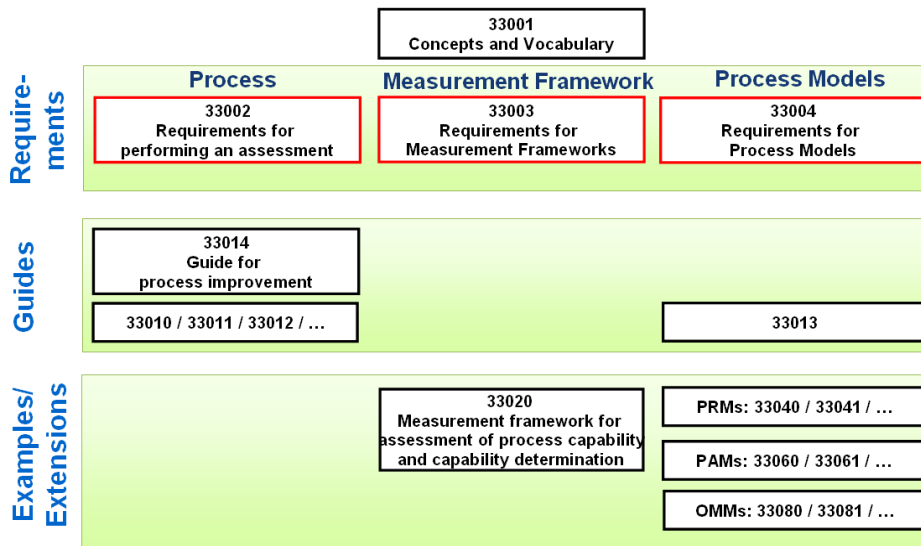 33001
Concepts and Vocabulary
Require-
ments
Process
Measurement Framework
Process Models
33002
Requirements for
performing an assessment
33003
Requirements for
Measurement Frameworks
33004
Requirements for
Process Models
Guides
33014
Guide for
process improvement
33010 / 33011 / 33012 / ...
33013
Examples/
Extensions
33020
Measurement framework for
assessment of process capability
and capability determination
PRMs: 33040 / 33041 / ...
PAMs: 33060 / 33061 / ...
OMMs: 33080 / 33081 / ...